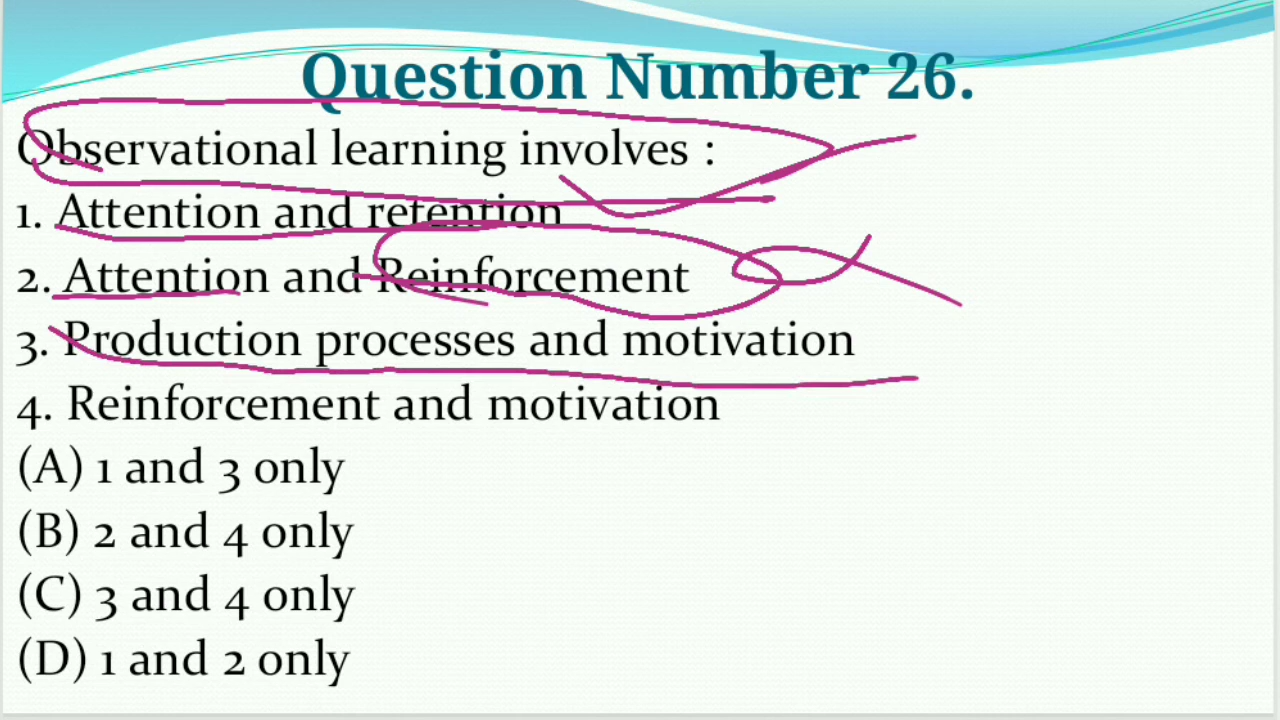 Question Number 26.
Observational learning involves :
1. Attention and retention
2. Attention and Reinforcement
3. Production processes and motivation
4. Reinforcement and motivation
(A) 1 and 3 only
(B) 2 and 4 only
(C) 3 and 4 only
(D) 1 and 2 only